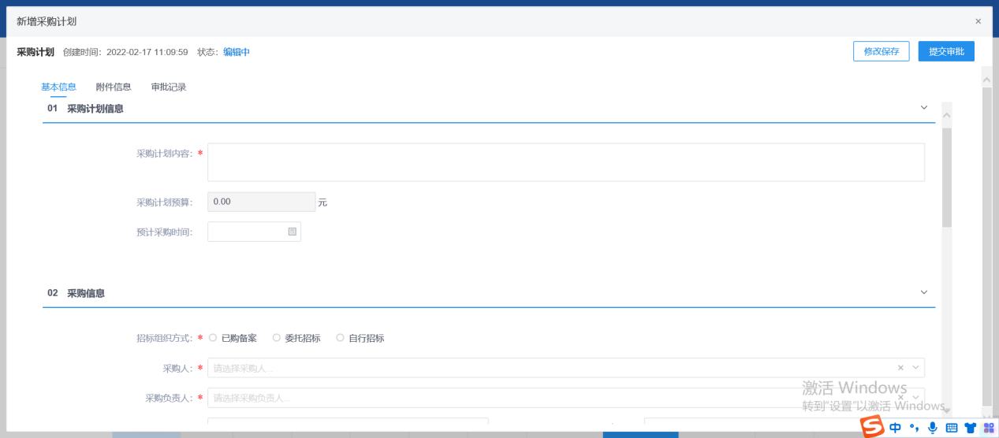 新增采购计划
×
采购计划 创建时间: 2022-02-17 11:09:59 状态: 编辑中 修改保存 提交审批
基本信息 附件信息 审批记录
01 采购计划信息
采购计划内容: *
采购计划预算: 0.00 元
预计采购时间:
02 采购信息
招标组织方式: * 已购备案 委托招标 自行招标
采购人: * 请选择采购人...
采购负责人: * 请选择采购负责人...
激活 Windows
转到"设置"以激活 Windows。
中